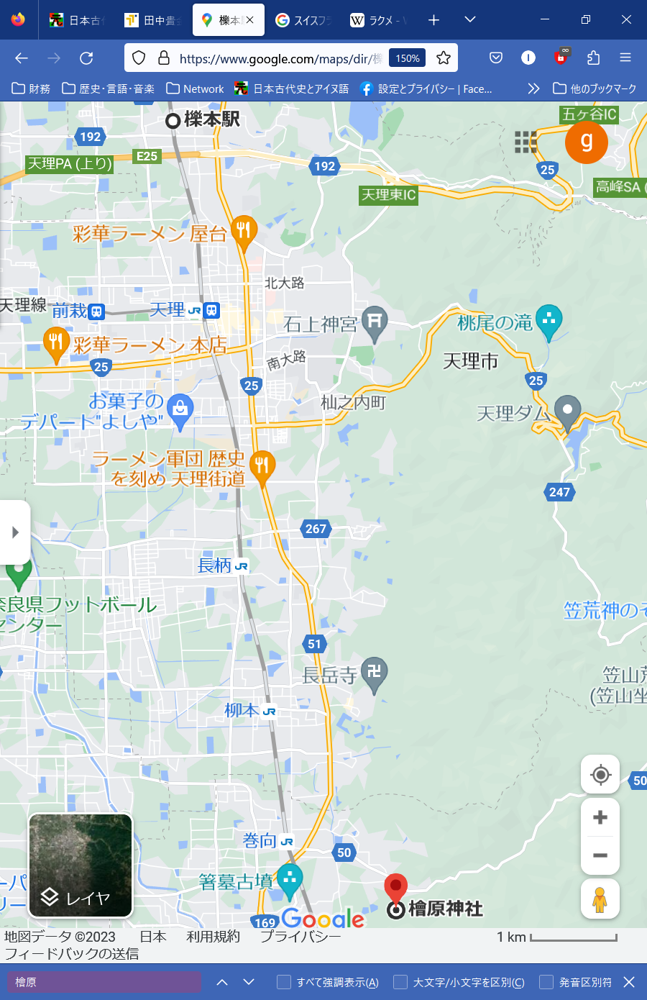 日本古
田中貴
櫟本
スイスフラ
W ラクメ -
https://www.google.com/maps/dir/ 150%
財務
歴史・言語・音楽
Network
日本古代史とアイヌ語
設定とプライバシー | Face...
他のブックマーク
櫟本駅
五ヶ谷IC
g
192
E25
天理PA (上り)
192
25
天理東IC
高峰SA (
彩華ラーメン 屋台
北大路
天理線
前栽
天理 JR
石上神宮
桃尾の滝
彩華ラーメン 本店
南大路
天理市
25
25
25
杣之内町
お菓子の
デパート"よしや"
天理ダム
ラーメン軍団 歴史
を刻め 天理街道
247
267
長柄 JR
奈良県フットボール
センター
笠荒神のそ
51
長岳寺
卍
笠山荒
(笠山坐
柳本 JR
50
巻向 JR
50
箸墓古墳
ーパ
リー
レイヤ
檜原神社
169
Google
地図データ ©2023 日本 利用規約 プライバシー
1 km
フィードバックの送信
檜原
すべて強調表示(A)
大文字/小文字を区別(C)
発音区別符